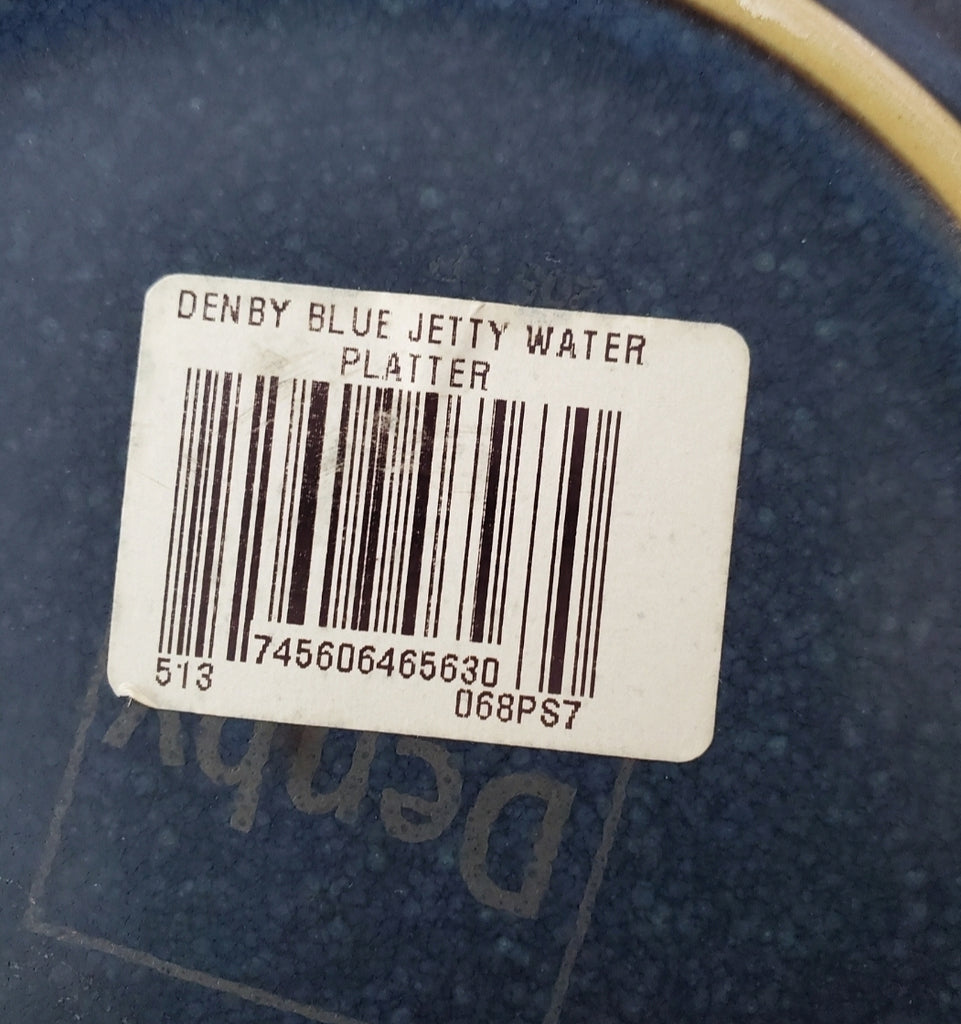 DENBY BLUE JETTY WATER
PLATTER
745606465630
513
068PS7
Denby